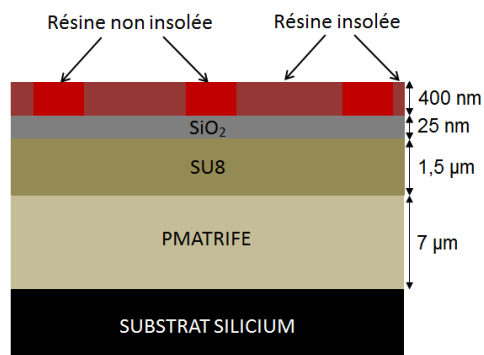 Résine non insolée
Résine insolée
400 nm
SiO₂
25 nm
SU8
1,5 µm
PMATRIFE
7 µm
SUBSTRAT SILICIUM